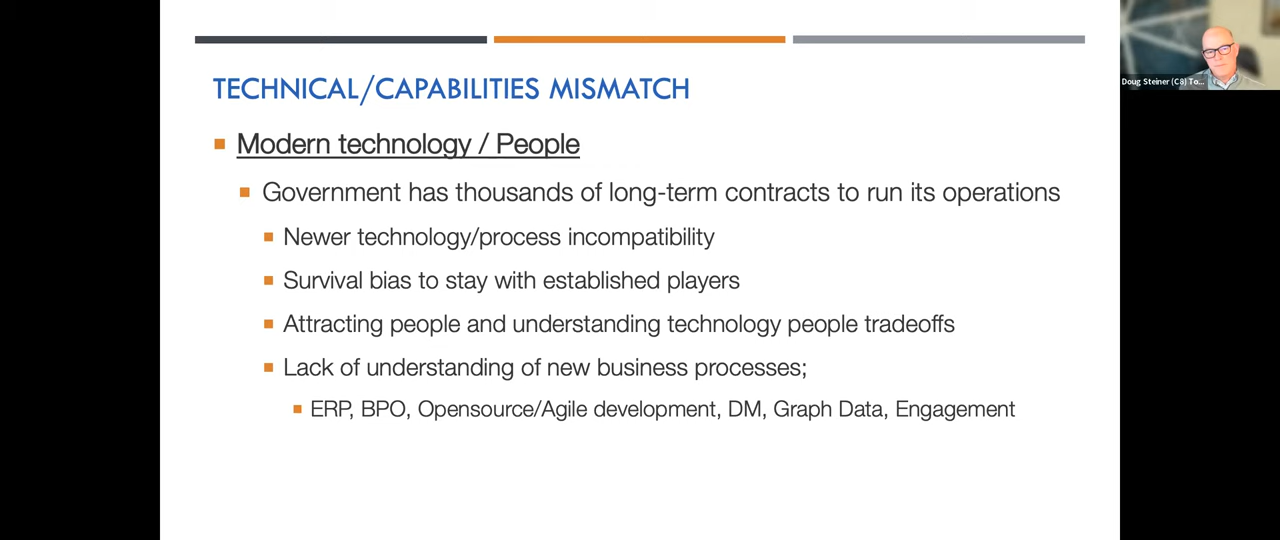 TECHNICAL/CAPABILITIES MISMATCH
Modern technology / People
Government has thousands of long-term contracts to run its operations
Newer technology/process incompatibility
Survival bias to stay with established players
Attracting people and understanding technology people tradeoffs
Lack of understanding of new business processes;
ERP, BPO, Opensource/Agile development, DM, Graph Data, Engagement
Doug Steiner (C8) To...